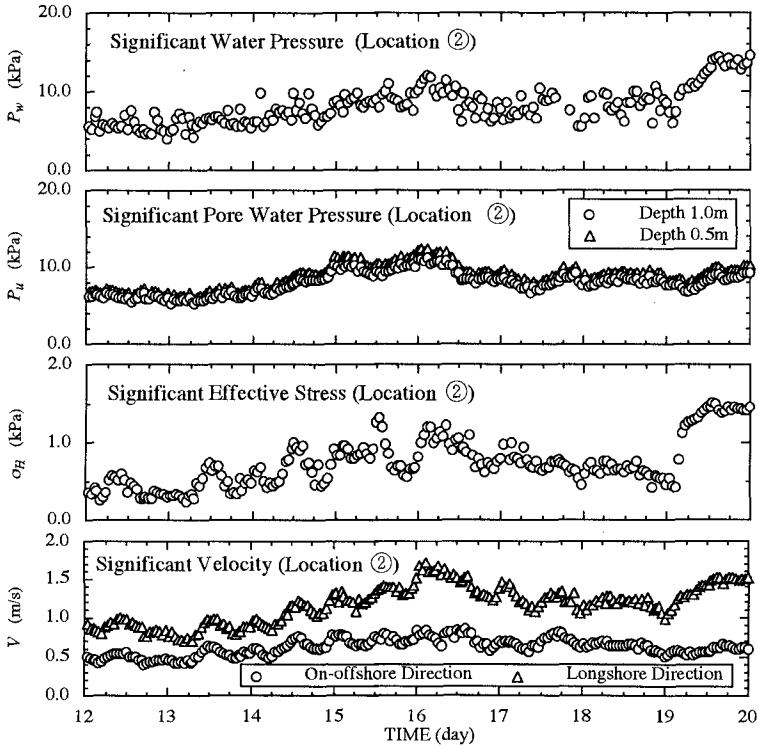 20.0
Significant Water Pressure (Location ②)
10.0
P_w (kPa)
0.0
20.0
Significant Pore Water Pressure (Location ②)
○ Depth 1.0m
△ Depth 0.5m
10.0
P_u (kPa)
0.0
2.0
Significant Effective Stress (Location ②)
1.0
σ_H (kPa)
0.0
2.0
Significant Velocity (Location ②)
1.5
1.0
V (m/s)
0.5
○ On-offshore Direction △ Longshore Direction
0.0
12 13 14 15 16 17 18 19 20
TIME (day)